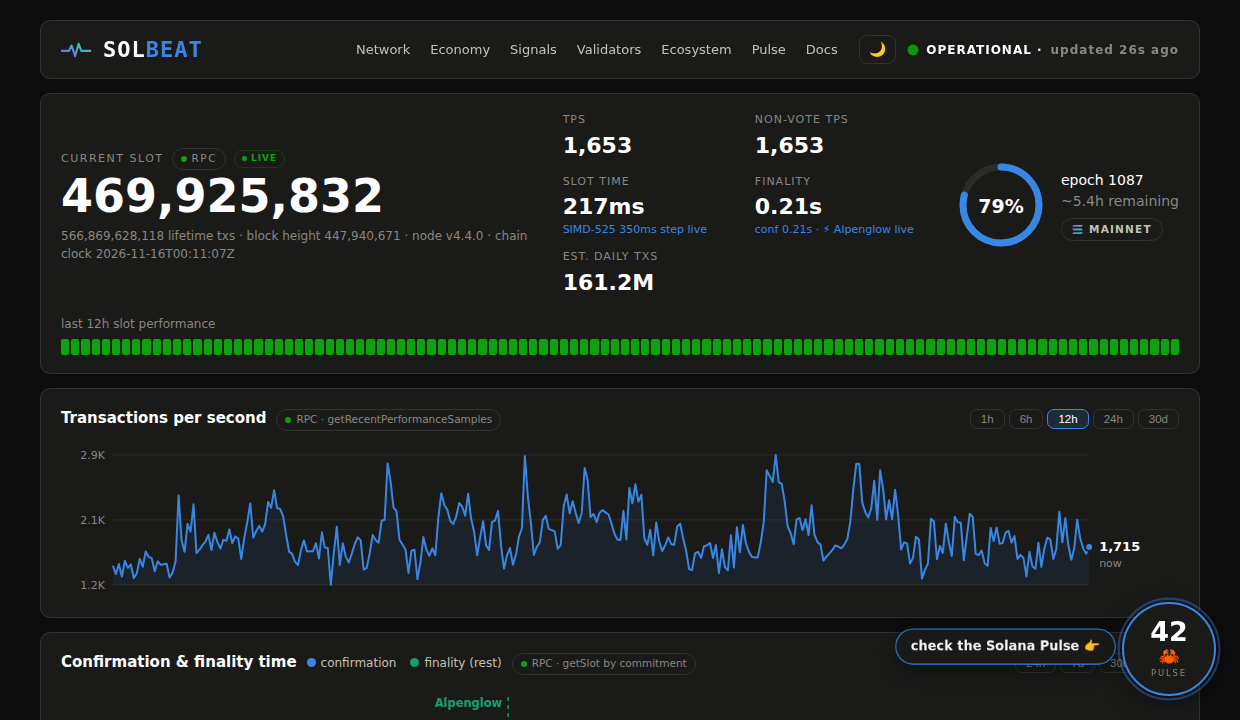 SOLBEAT
Network Economy Signals Validators Ecosystem Pulse Docs
OPERATIONAL · updated 26s ago
CURRENT SLOT RPC LIVE
469,925,832
566,869,628,118 lifetime txs · block height 447,940,671 · node v4.4.0 · chain
clock 2026-11-16T00:11:07Z
TPS
1,653
NON-VOTE TPS
1,653
SLOT TIME
217ms
SIMD-525 350ms step live
FINALITY
0.21s
conf 0.21s · ⚡ Alpenglow live
EST. DAILY TXS
161.2M
79%
epoch 1087
~5.4h remaining
MAINNET
last 12h slot performance
Transactions per second RPC · getRecentPerformanceSamples
1h 6h 12h 24h 30d
2.9K
2.1K
1.2K
1,715
now
Confirmation & finality time confirmation finality (rest) RPC · getSlot by commitment
check the Solana Pulse 👉
42
PULSE
Alpenglow